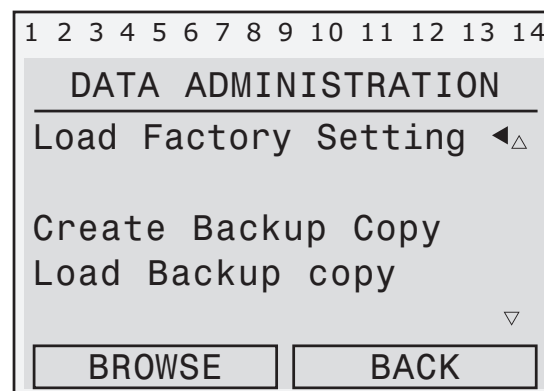 1 2 3 4 5 6 7 8 9 10 11 12 13 14
DATA ADMINISTRATION
Load Factory Setting
Create Backup Copy
Load Backup copy
BROWSE BACK